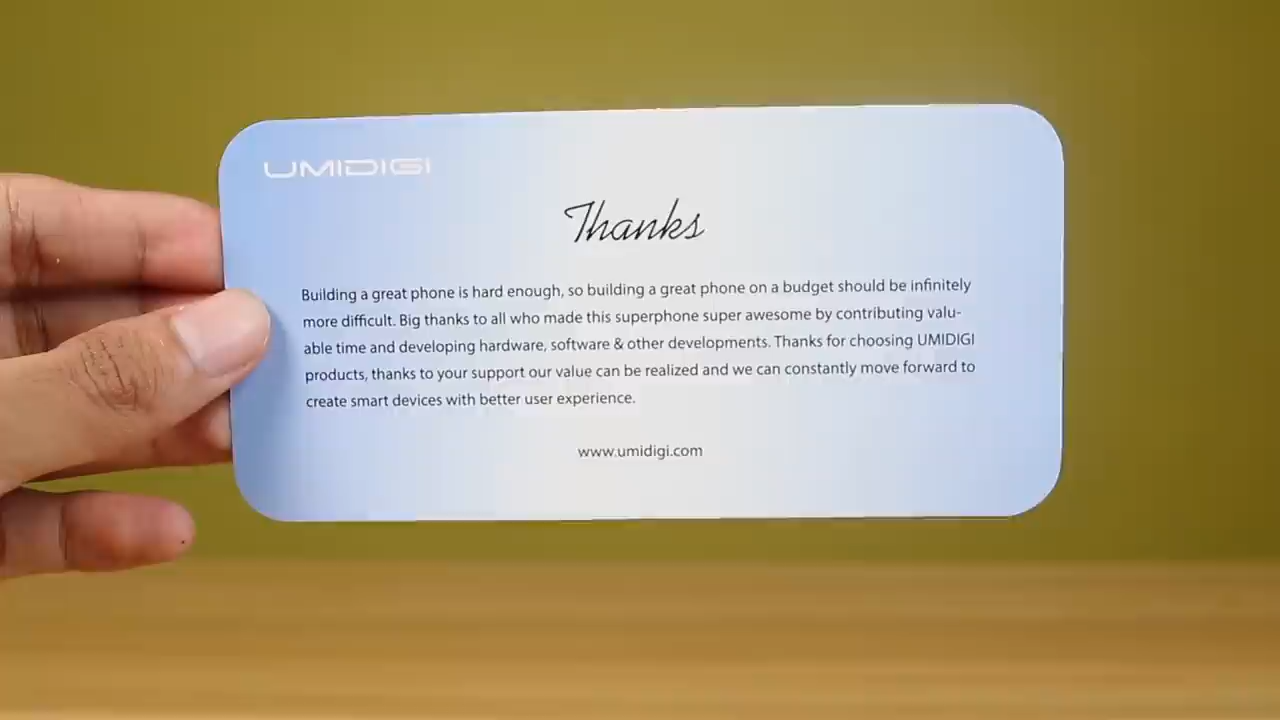 UMIDIGI
Thanks
Building a great phone is hard enough, so building a great phone on a budget should be infinitely
more difficult. Big thanks to all who made this superphone super awesome by contributing valu-
able time and developing hardware, software & other developments. Thanks for choosing UMIDIGI
products, thanks to your support our value can be realized and we can constantly move forward to
create smart devices with better user experience.
www.umidigi.com